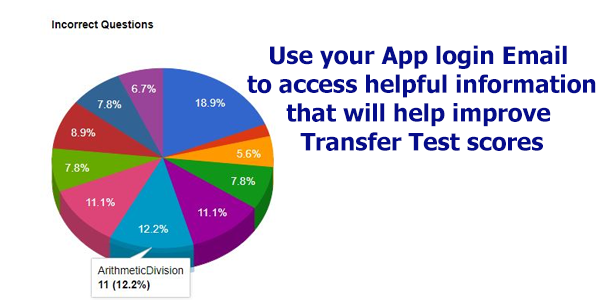 Incorrect Questions
Use your App login Email
to access helpful information
that will help improve
Transfer Test scores
6.7%
18.9%
7.8%
8.9%
5.6%
7.8%
7.8%
11.1%
11.1%
12.2%
ArithmeticDivision
11 (12.2%)